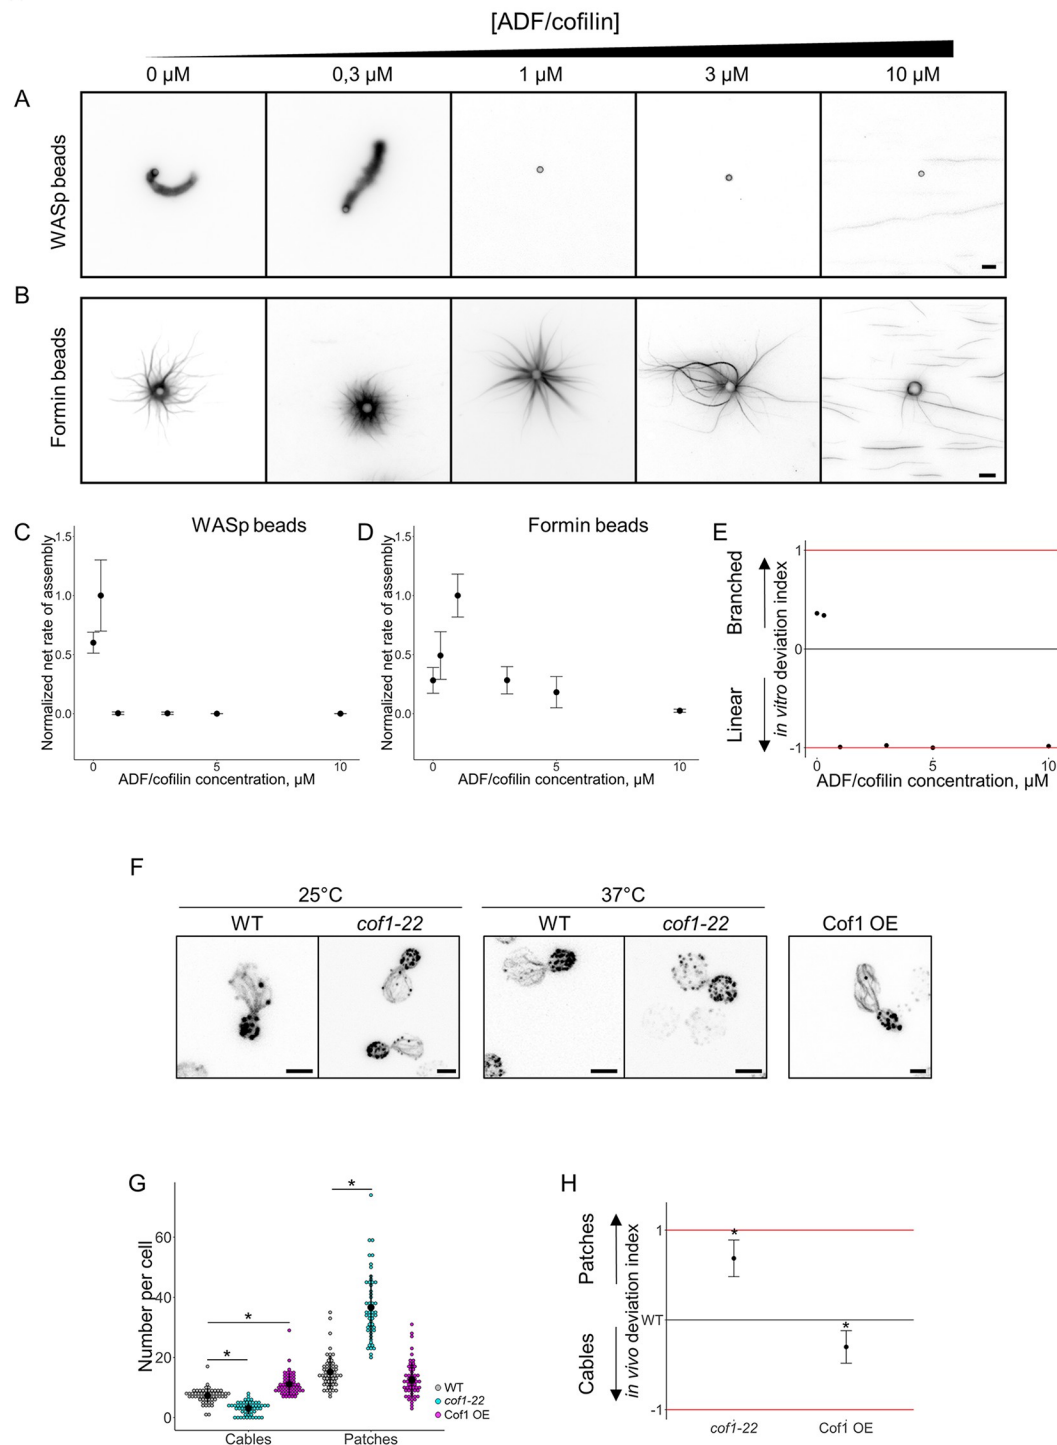 [ADF/cofilin]
0 µM 0,3 µM 1 µM 3 µM 10 µM
A
WASp beads
B
Formin beads
C
WASp beads
Normalized net rate of assembly
1.5
1.0
0.5
0.0
0 5 10
ADF/cofilin concentration, µM
D
Formin beads
Normalized net rate of assembly
1.5
1.0
0.5
0.0
0 5 10
ADF/cofilin concentration, µM
E
Branched
Linear
in vitro deviation index
1
0
-1
0 5 10
ADF/cofilin concentration, µM
F
25°C 37°C
WT cof1-22 WT cof1-22 Cof1 OE
G
Number per cell
60
40
20
0
* * *
Cables Patches
WT
cof1-22
Cof1 OE
H
Patches
Cables
in vivo deviation index
1
WT
-1
* *
cof1-22 Cof1 OE